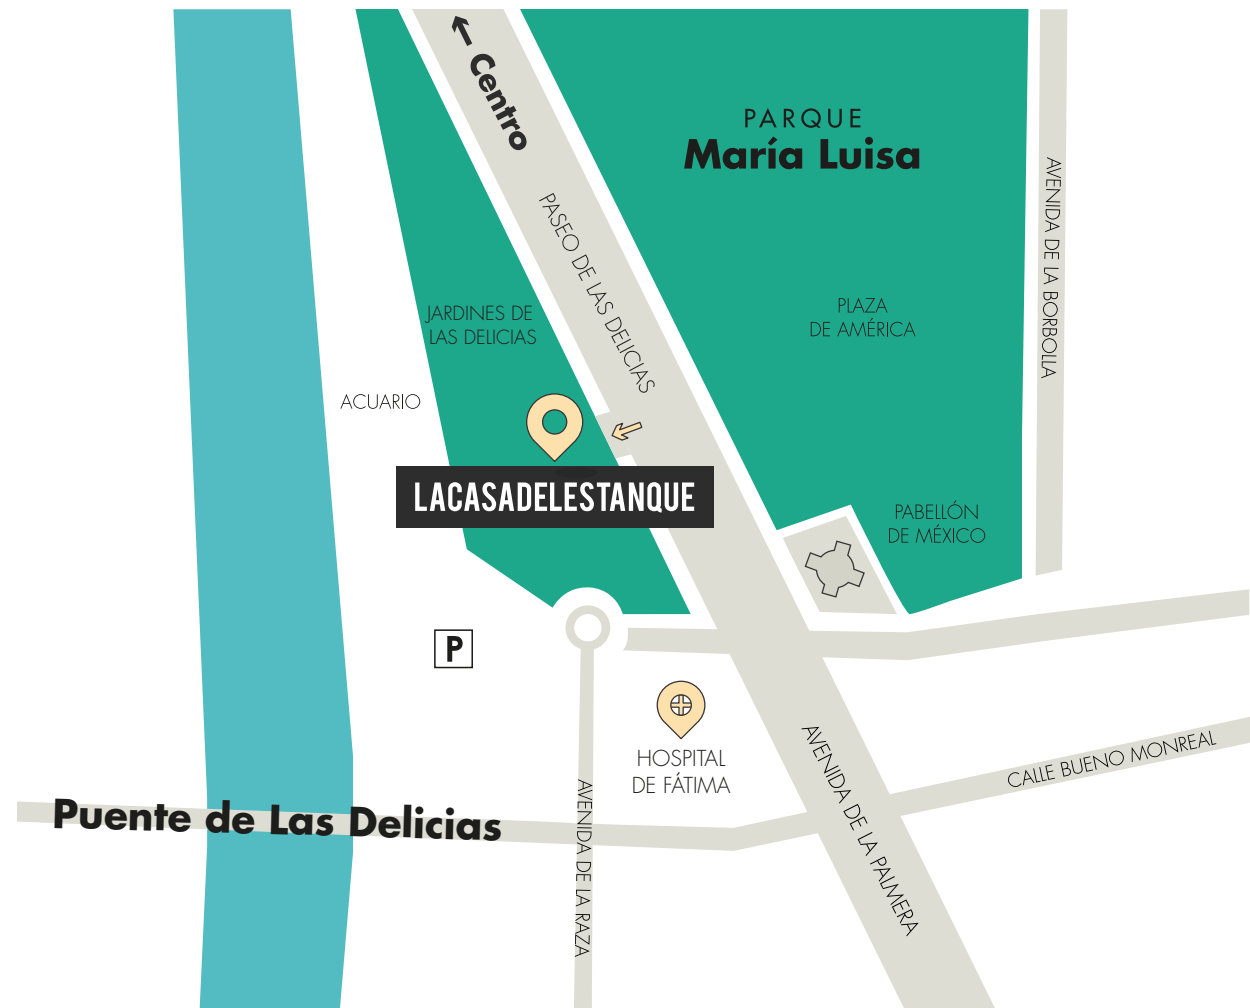 Centro
PARQUE
María Luisa
PASEO DE LAS DELICIAS
AVENIDA DE LA BORBOLLA
JARDINES DE
LAS DELICIAS
PLAZA
DE AMÉRICA
ACUARIO
LACASADELESTANQUE
PABELLÓN
DE MÉXICO
P
HOSPITAL
DE FÁTIMA
AVENIDA DE LA PALMERA
CALLE BUENO MONREAL
Puente de Las Delicias
AVENIDA DE LA RAZA